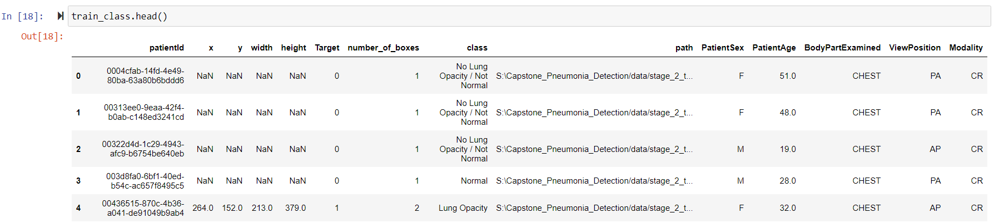 In [18]: train_class.head()
Out[18]:
patientId x y width height Target number_of_boxes class path PatientSex PatientAge BodyPartExamined ViewPosition Modality
0 0004cfab-14fd-4e49-80ba-63a80b6bddd6 NaN NaN NaN NaN 0 1 No Lung Opacity / Not Normal S:\Capstone_Pneumonia_Detection/data/stage_2_t... F 51.0 CHEST PA CR
1 00313ee0-9eaa-42f4-b0ab-c148ed3241cd NaN NaN NaN NaN 0 1 No Lung Opacity / Not Normal S:\Capstone_Pneumonia_Detection/data/stage_2_t... F 48.0 CHEST PA CR
2 00322d4d-1c29-4943-afc9-b6754be640eb NaN NaN NaN NaN 0 1 No Lung Opacity / Not Normal S:\Capstone_Pneumonia_Detection/data/stage_2_t... M 19.0 CHEST AP CR
3 003d8fa0-6bf1-40ed-b54c-ac657f8495c5 NaN NaN NaN NaN 0 1 Normal S:\Capstone_Pneumonia_Detection/data/stage_2_t... M 28.0 CHEST PA CR
4 00436515-870c-4b36-a041-de91049b9ab4 264.0 152.0 213.0 379.0 1 2 Lung Opacity S:\Capstone_Pneumonia_Detection/data/stage_2_t... F 32.0 CHEST AP CR